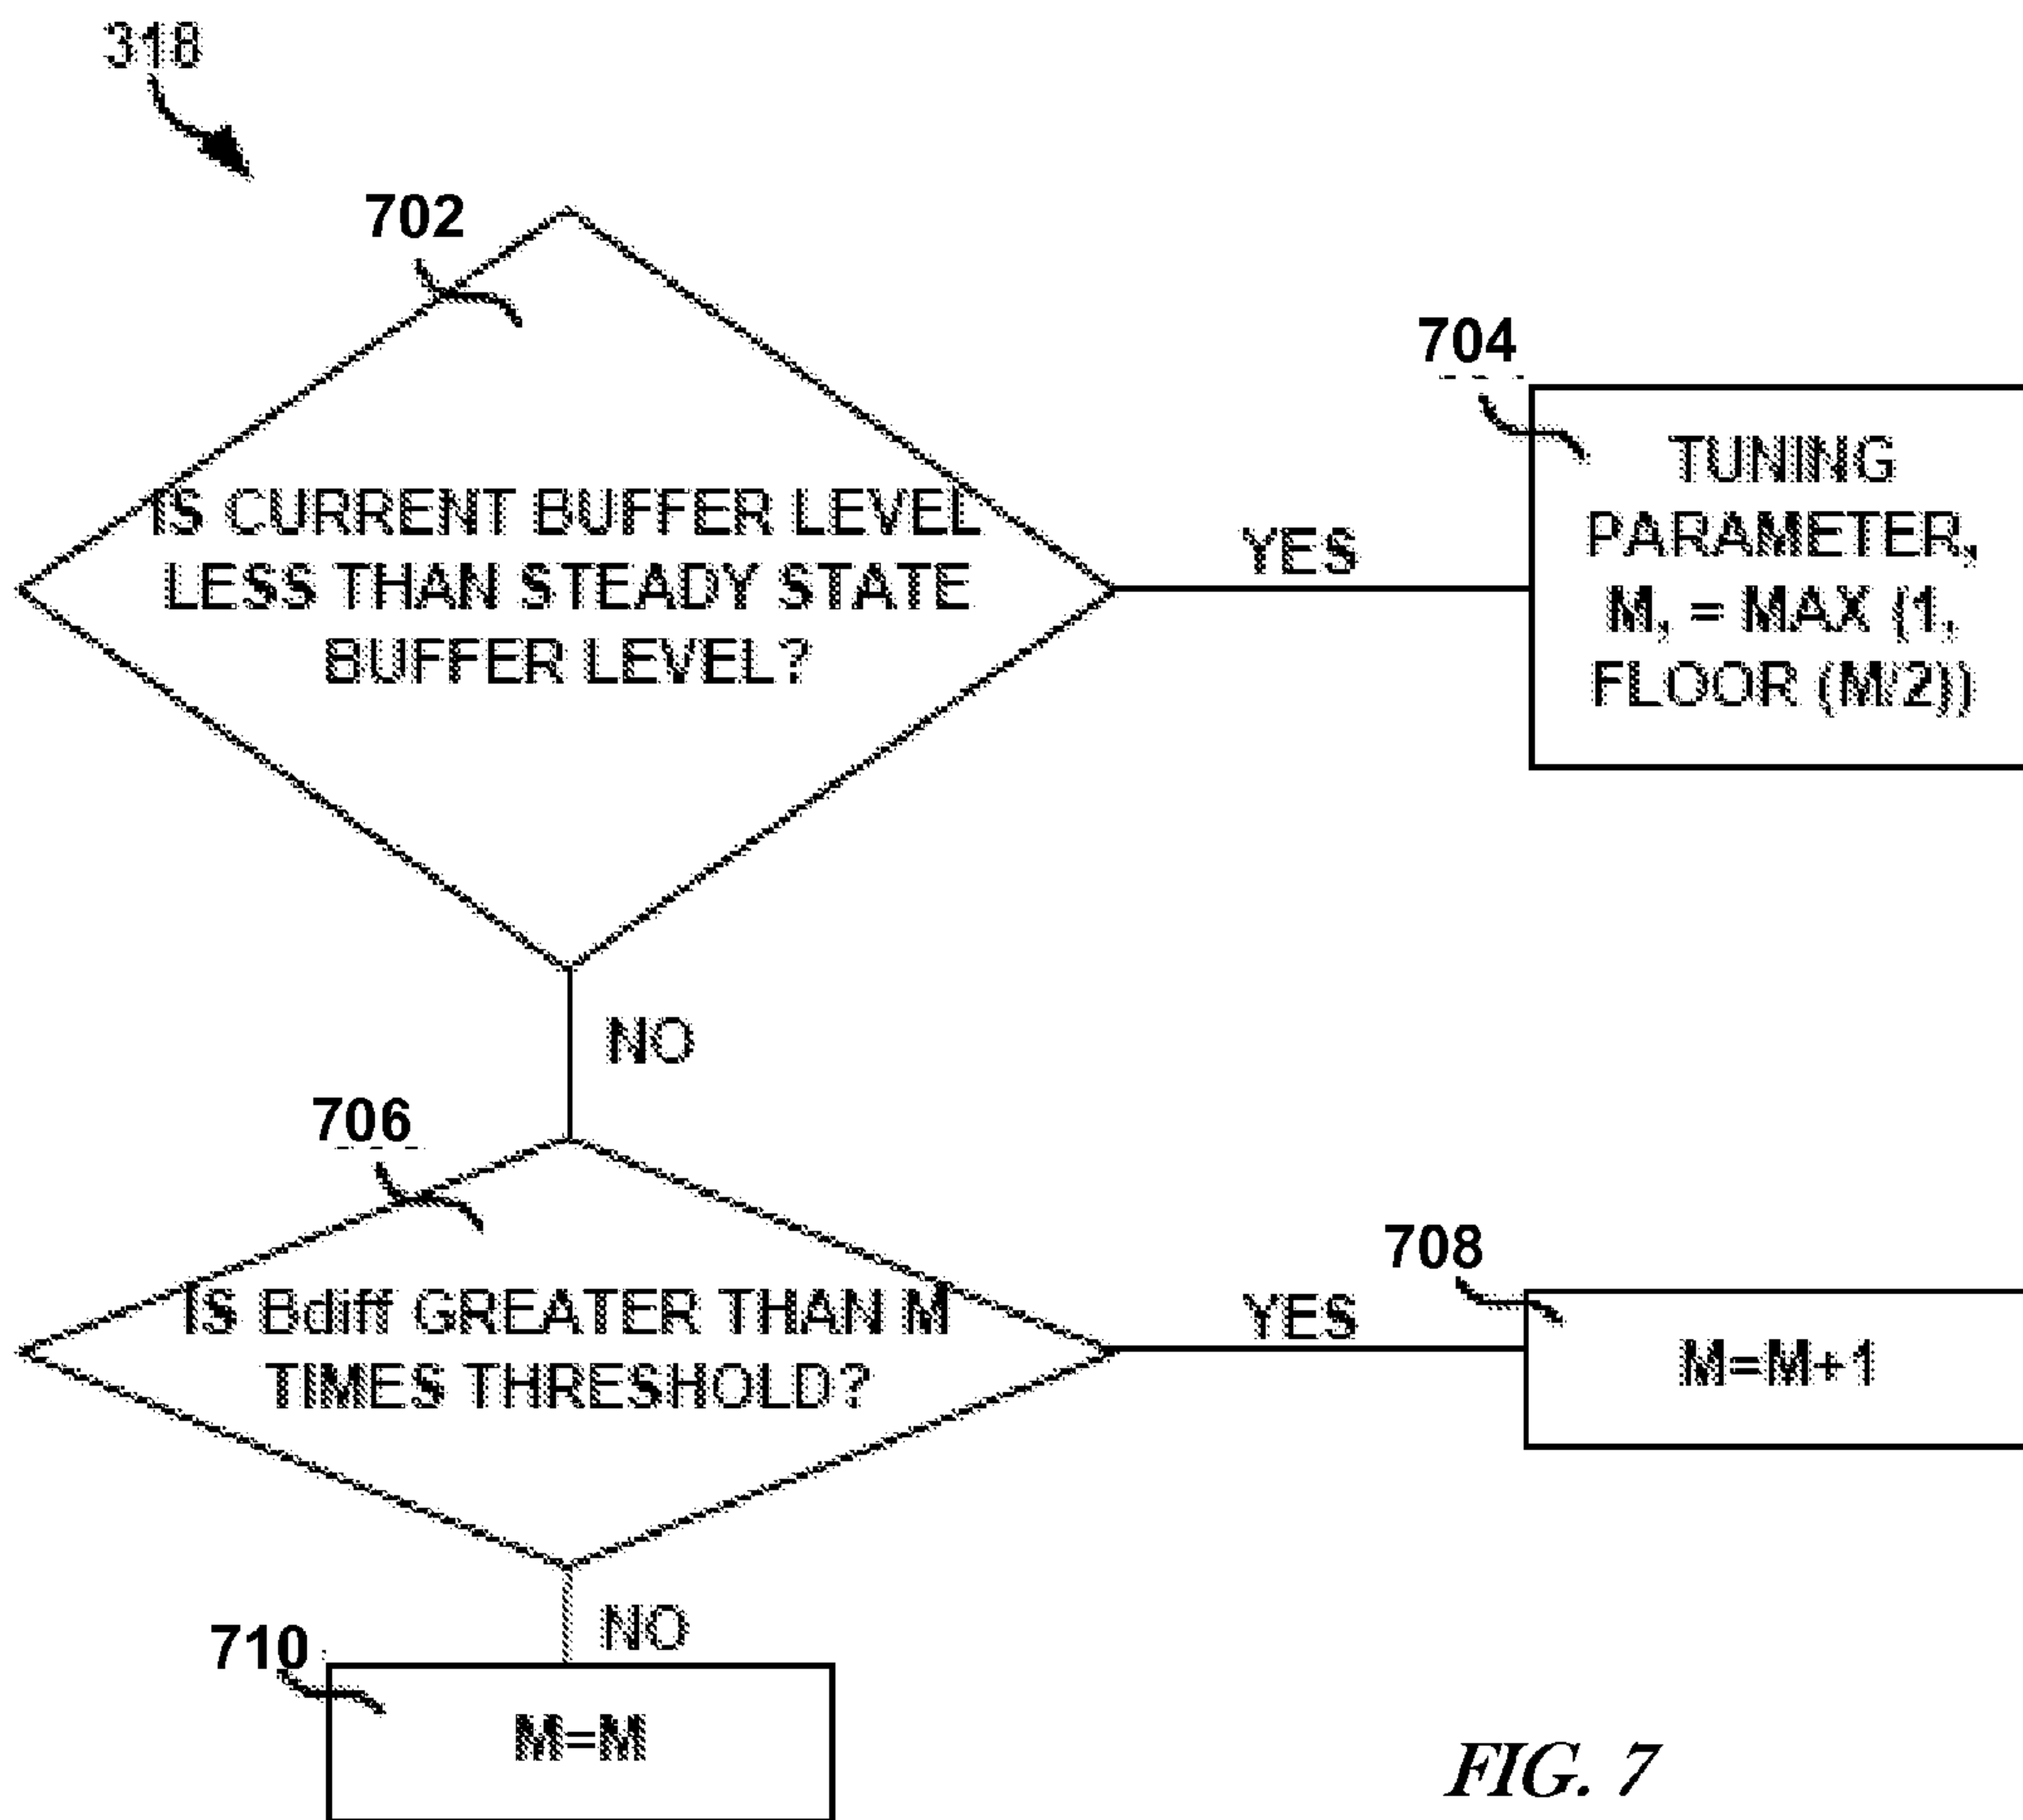 318
702
IS CURRENT BUFFER LEVEL
LESS THAN STEADY STATE
BUFFER LEVEL?
YES
704
TUNING
PARAMETER,
M, = MAX (1,
FLOOR (M/2))
NO
706
IS Bdiff GREATER THAN M
TIMES THRESHOLD?
YES
708
M=M+1
NO
710
M=M
FIG. 7